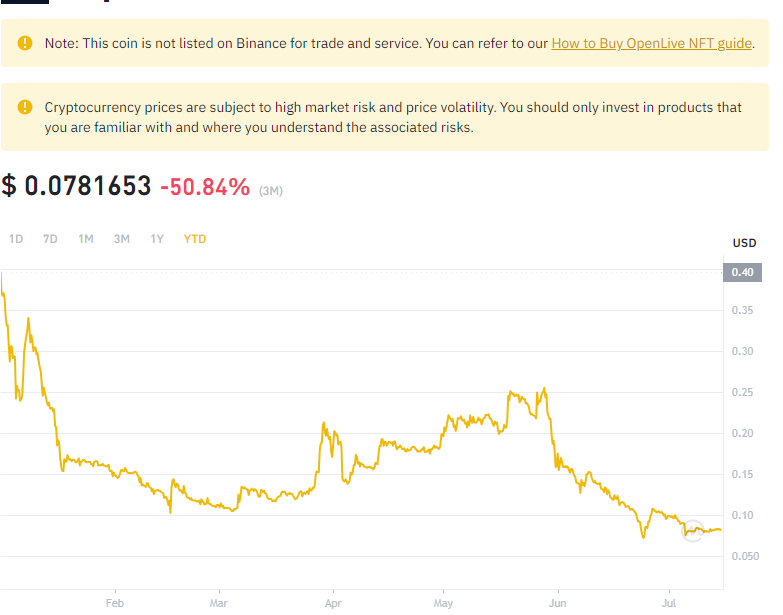 Note: This coin is not listed on Binance for trade and service. You can refer to our How to Buy OpenLive NFT guide.
Cryptocurrency prices are subject to high market risk and price volatility. You should only invest in products that
you are familiar with and where you understand the associated risks.
$ 0.0781653 -50.84% (3M)
1D 7D 1M 3M 1Y YTD
USD
0.40
0.35
0.30
0.25
0.20
0.15
0.10
0.050
Feb Mar Apr May Jun Jul